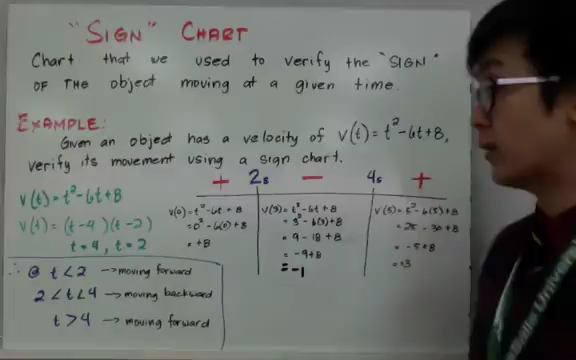 "SIGN" CHART
Chart that we used to verify the "SIGN"
OF THE object moving at a given time.
EXAMPLE:
Given an object has a velocity of v(t) = t² - 6t + 8,
verify its movement using a sign chart.
+ 2s - 4s +
v(t) = t² - 6t + 8
v(t) = (t-4)(t-2)
t = 4, t = 2
v(0) = t² - 6t + 8
= 0² - 6(0) + 8
= +8
v(3) = t² - 6t + 8
= 3² - 6(3) + 8
= 9 - 18 + 8
= -9 + 8
= -1
v(5) = 5² - 6(5) + 8
= 25 - 30 + 8
= -5 + 8
= +3
∴ @ t < 2 → moving forward
2 < t < 4 → moving backward
t > 4 → moving forward